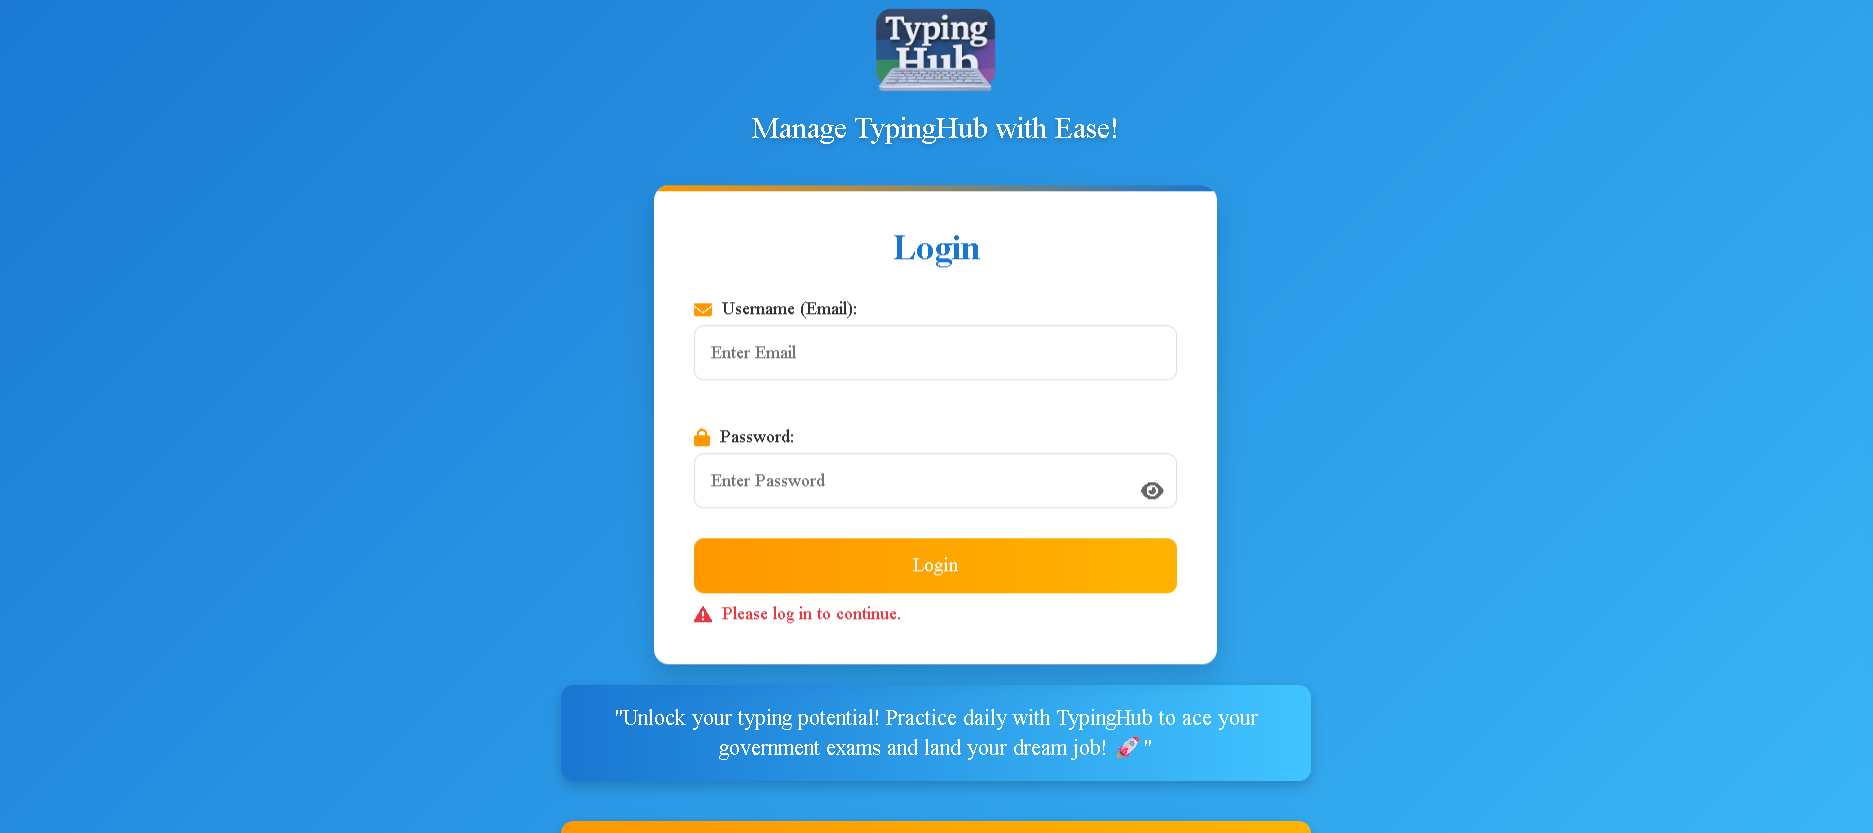 Typing
Hub
Manage TypingHub with Ease!
Login
Username (Email):
Enter Email
Password:
Enter Password
Login
Please log in to continue.
"Unlock your typing potential! Practice daily with TypingHub to ace your
government exams and land your dream job! 🚀"